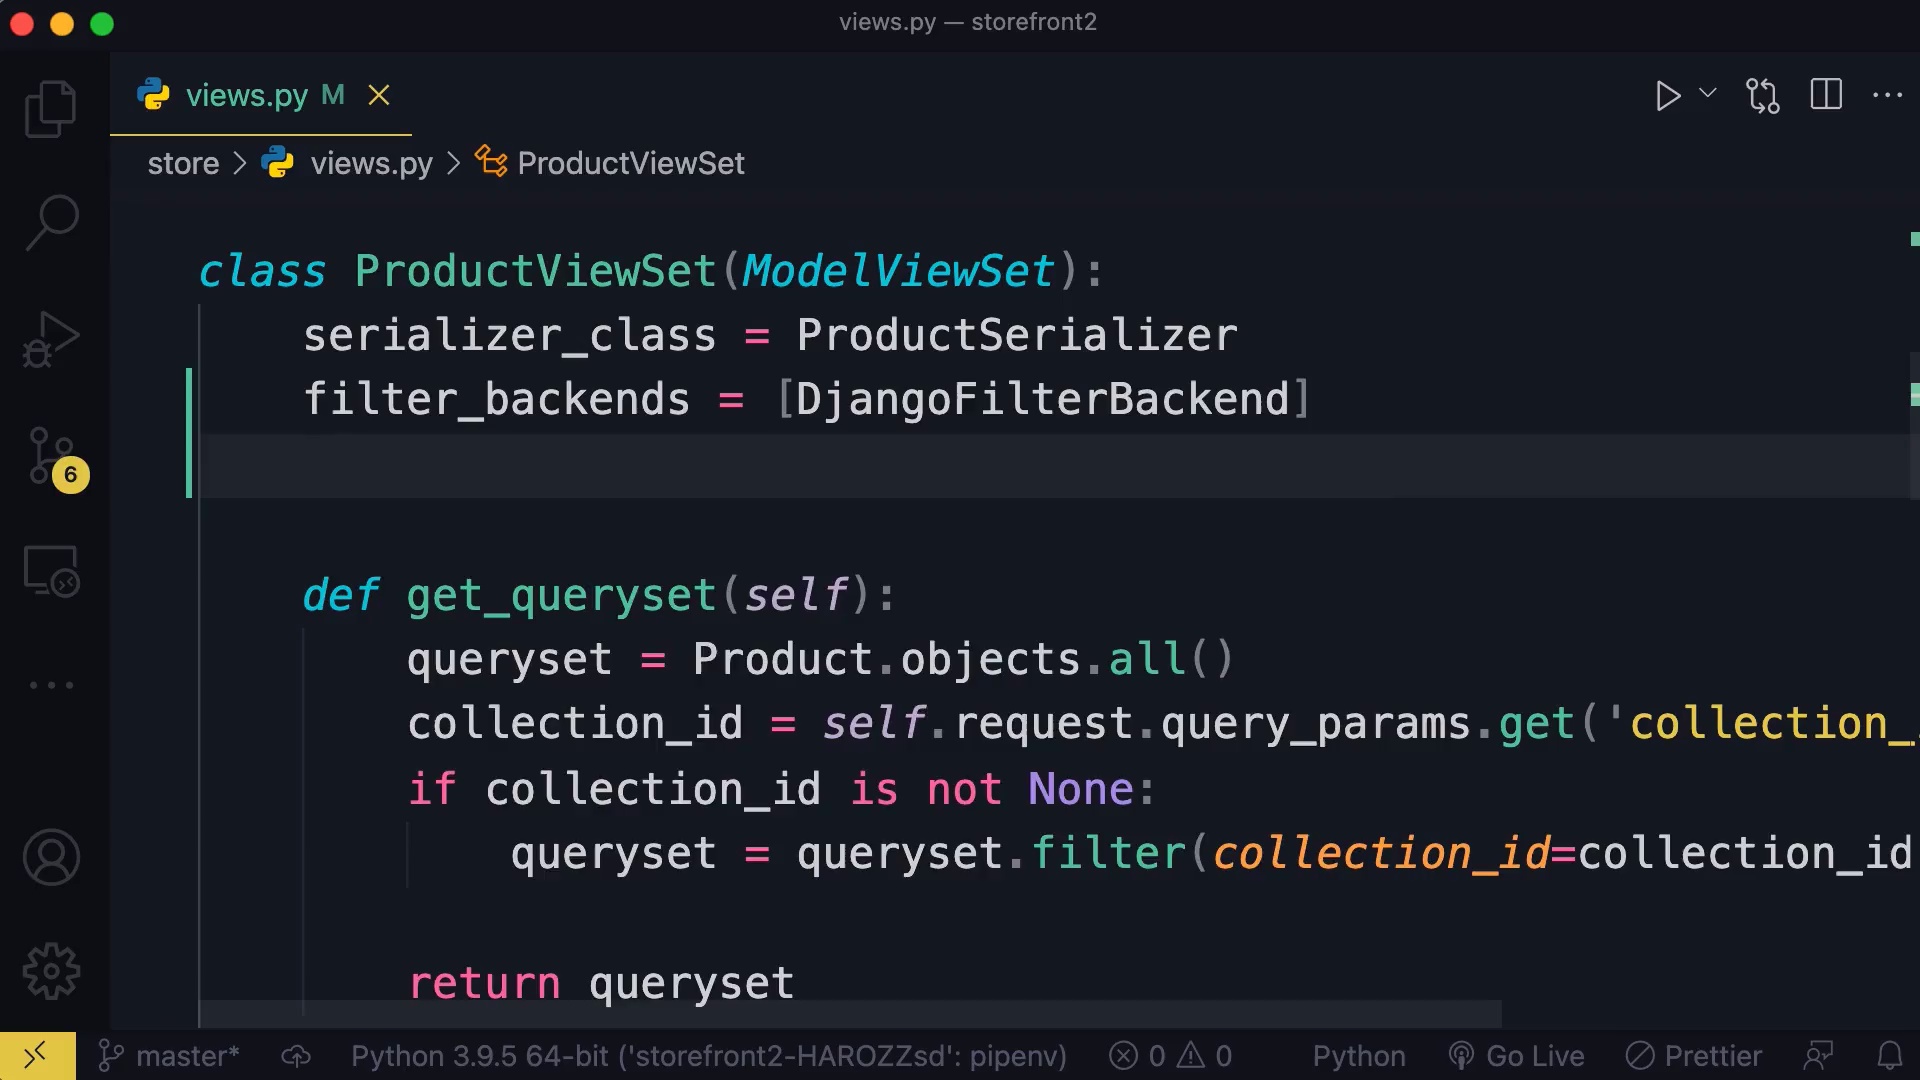 views.py — storefront2
views.py M
store > views.py > ProductViewSet
class ProductViewSet(ModelViewSet):
    serializer_class = ProductSerializer
    filter_backends = [DjangoFilterBackend]
    def get_queryset(self):
        queryset = Product.objects.all()
        collection_id = self.request.query_params.get('collection_
        if collection_id is not None:
            queryset = queryset.filter(collection_id=collection_id
        return queryset
6
master* Python 3.9.5 64-bit ('storefront2-HAROZZsd': pipenv) 0 0 Python Go Live Prettier